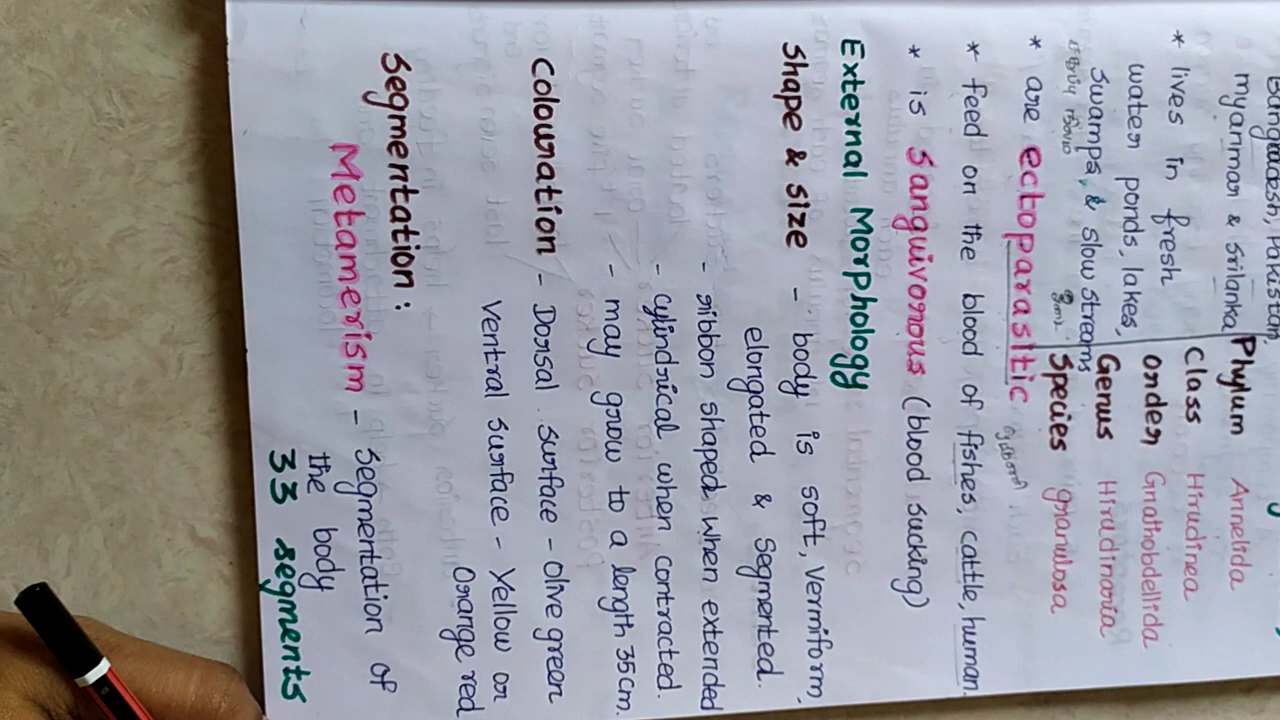 Bangladesh, Pakistan,
myanmar & srilanka
Phylum Annelida
* lives in fresh
Class Hirudinea
water ponds, lakes,
Order Gnathobdellida
Swamps, & slow streams
Genus Hirudinaria
Species granulosa
* are ectoparasitic
* feed on the blood of fishes, cattle, human.
* is Sanguivorous (blood sucking)
External Morphology
Shape & size - body is soft, vermiform,
elongated & segmented.
- ribbon shaped when extended
- cylindrical when contracted.
- may grow to a length 35cm.
Colouration - Dorsal surface - Olive green
Ventral surface - Yellow or
Orange red
Segmentation:
Metamerism - segmentation of
the body
33 segments